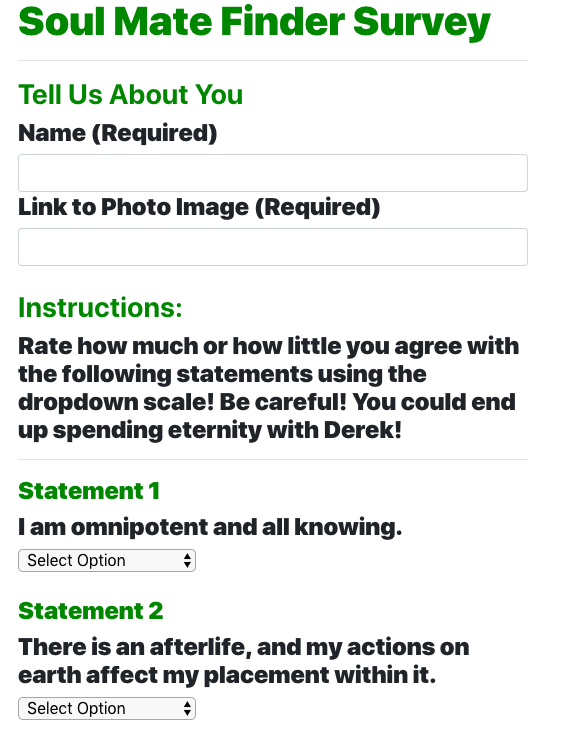 Soul Mate Finder Survey
Tell Us About You
Name (Required)
Link to Photo Image (Required)
Instructions:
Rate how much or how little you agree with
the following statements using the
dropdown scale! Be careful! You could end
up spending eternity with Derek!
Statement 1
I am omnipotent and all knowing.
Select Option
Statement 2
There is an afterlife, and my actions on
earth affect my placement within it.
Select Option